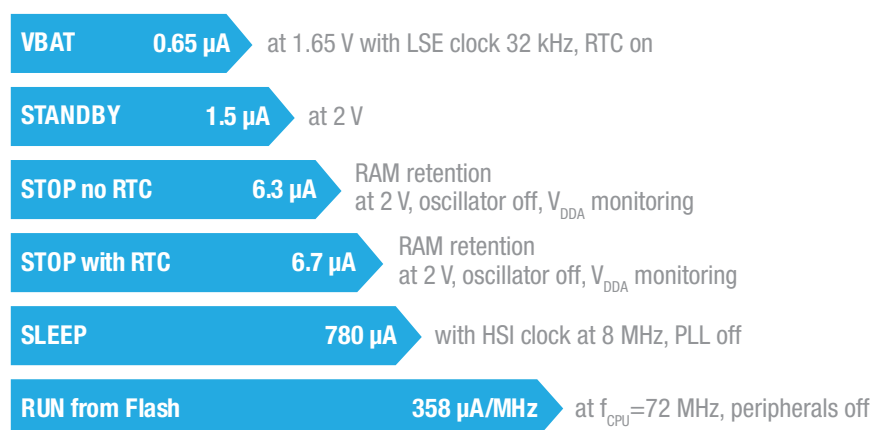 VBAT 0.65 µA at 1.65 V with LSE clock 32 kHz, RTC on
STANDBY 1.5 µA at 2 V
STOP no RTC 6.3 µA RAM retention
at 2 V, oscillator off, VDDA monitoring
STOP with RTC 6.7 µA RAM retention
at 2 V, oscillator off, VDDA monitoring
SLEEP 780 µA with HSI clock at 8 MHz, PLL off
RUN from Flash 358 µA/MHz at fCPU=72 MHz, peripherals off